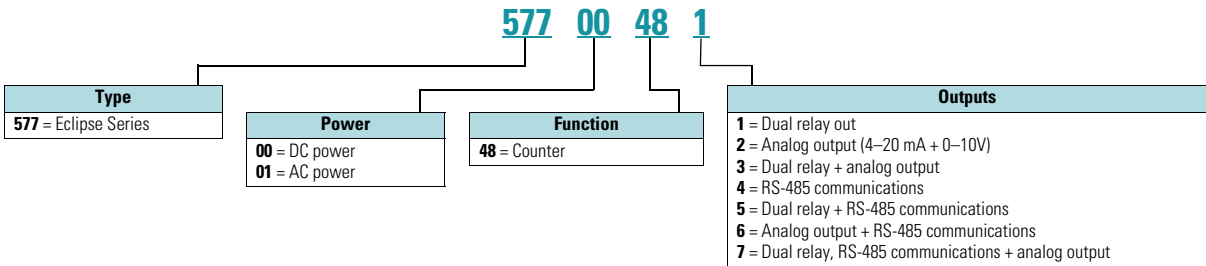 577 00 48 1
Type
577 = Eclipse Series
Power
00 = DC power
01 = AC power
Function
48 = Counter
Outputs
1 = Dual relay out
2 = Analog output (4–20 mA + 0–10V)
3 = Dual relay + analog output
4 = RS-485 communications
5 = Dual relay + RS-485 communications
6 = Analog output + RS-485 communications
7 = Dual relay, RS-485 communications + analog output